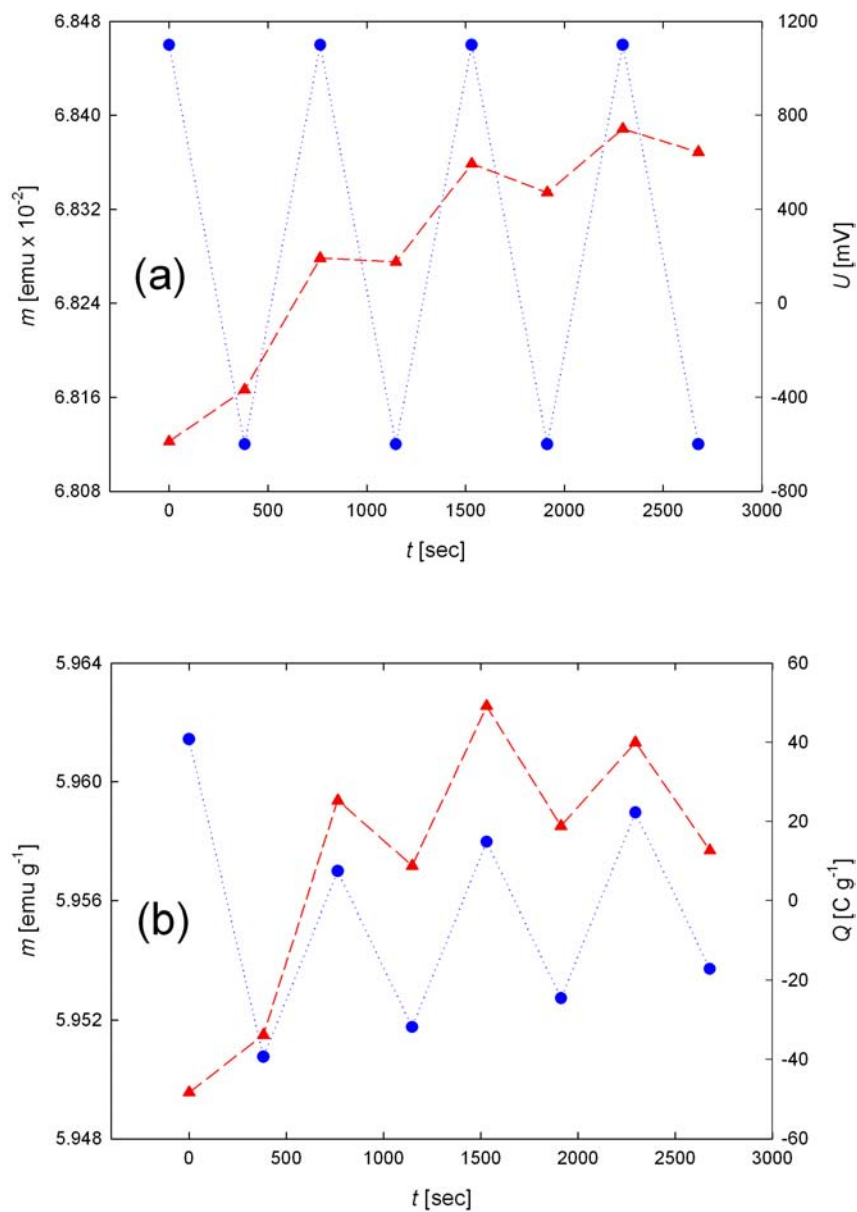 6.848
6.840
6.832
6.824
6.816
6.808
m [emu x 10⁻²]
(a)
1200
800
400
0
-400
-800
U [mV]
0 500 1000 1500 2000 2500 3000
t [sec]
5.964
5.960
5.956
5.952
5.948
m [emu g⁻¹]
(b)
60
40
20
0
-20
-40
-60
Q [C g⁻¹]
0 500 1000 1500 2000 2500 3000
t [sec]